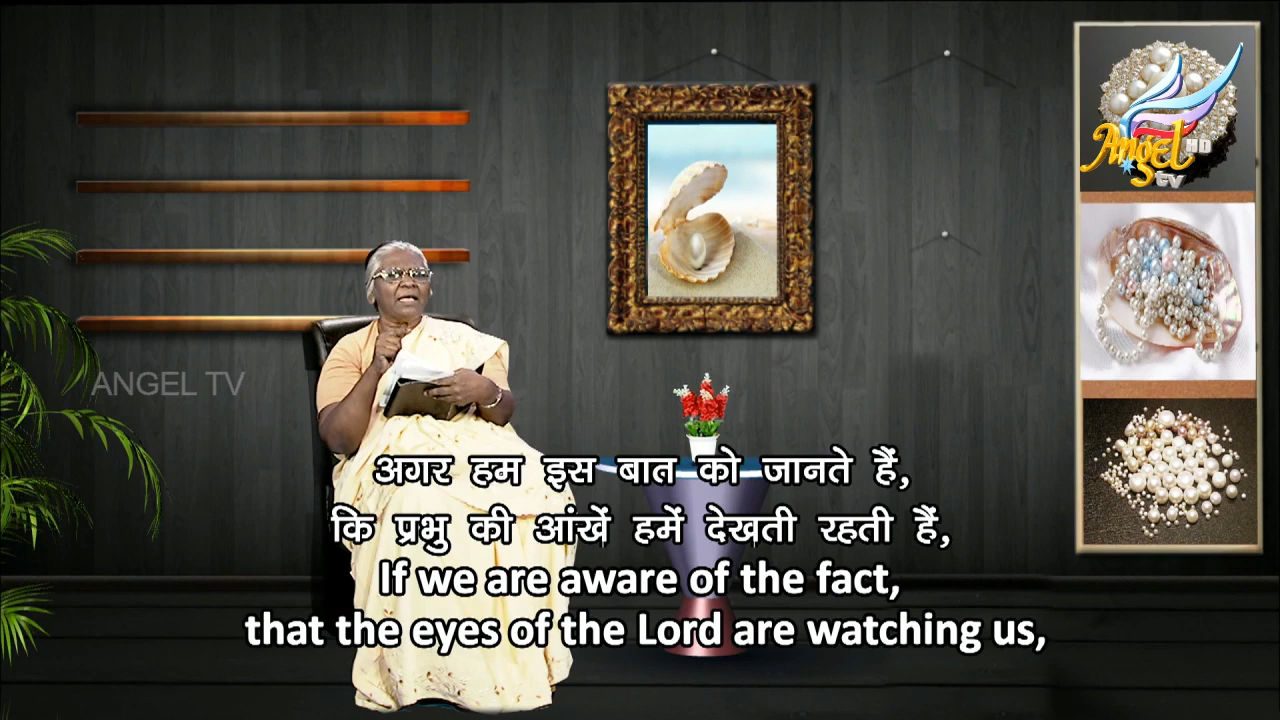 Angel HD
tv
ANGEL TV
अगर हम इस बात को जानते हैं,
कि प्रभु की आंखें हमें देखती रहती हैं,
If we are aware of the fact,
that the eyes of the Lord are watching us,